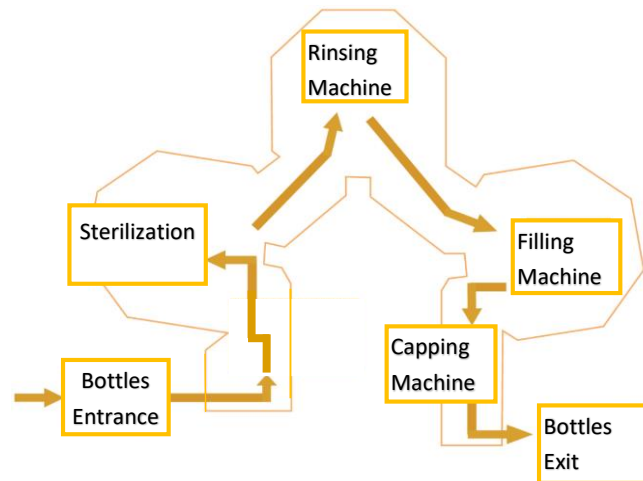 Rinsing
Machine
Sterilization
Filling
Machine
Capping
Machine
Bottles
Entrance
Bottles
Exit